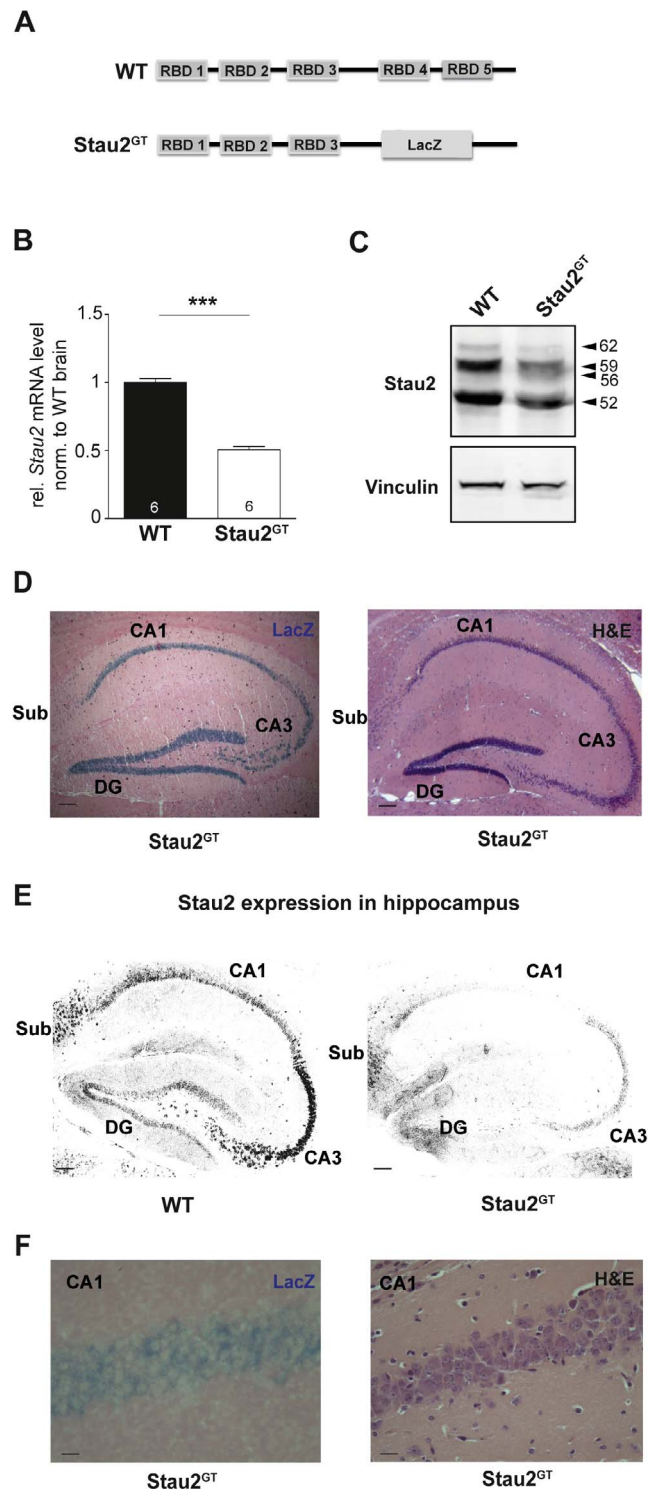 A
WT RBD 1 RBD 2 RBD 3 RBD 4 RBD 5
Stau2GT RBD 1 RBD 2 RBD 3 LacZ
B
rel. Stau2 mRNA level
norm. to WT brain
1.5
1
0.5
0
***
6 6
WT Stau2GT
C
WT Stau2GT
Stau2
62
59
56
52
Vinculin
D
CA1 LacZ
Sub
CA3
DG
Stau2GT
CA1 H&E
Sub
CA3
DG
Stau2GT
E
Stau2 expression in hippocampus
CA1
Sub
DG
CA3
WT
CA1
Sub
DG
CA3
Stau2GT
F
CA1 LacZ
Stau2GT
CA1 H&E
Stau2GT